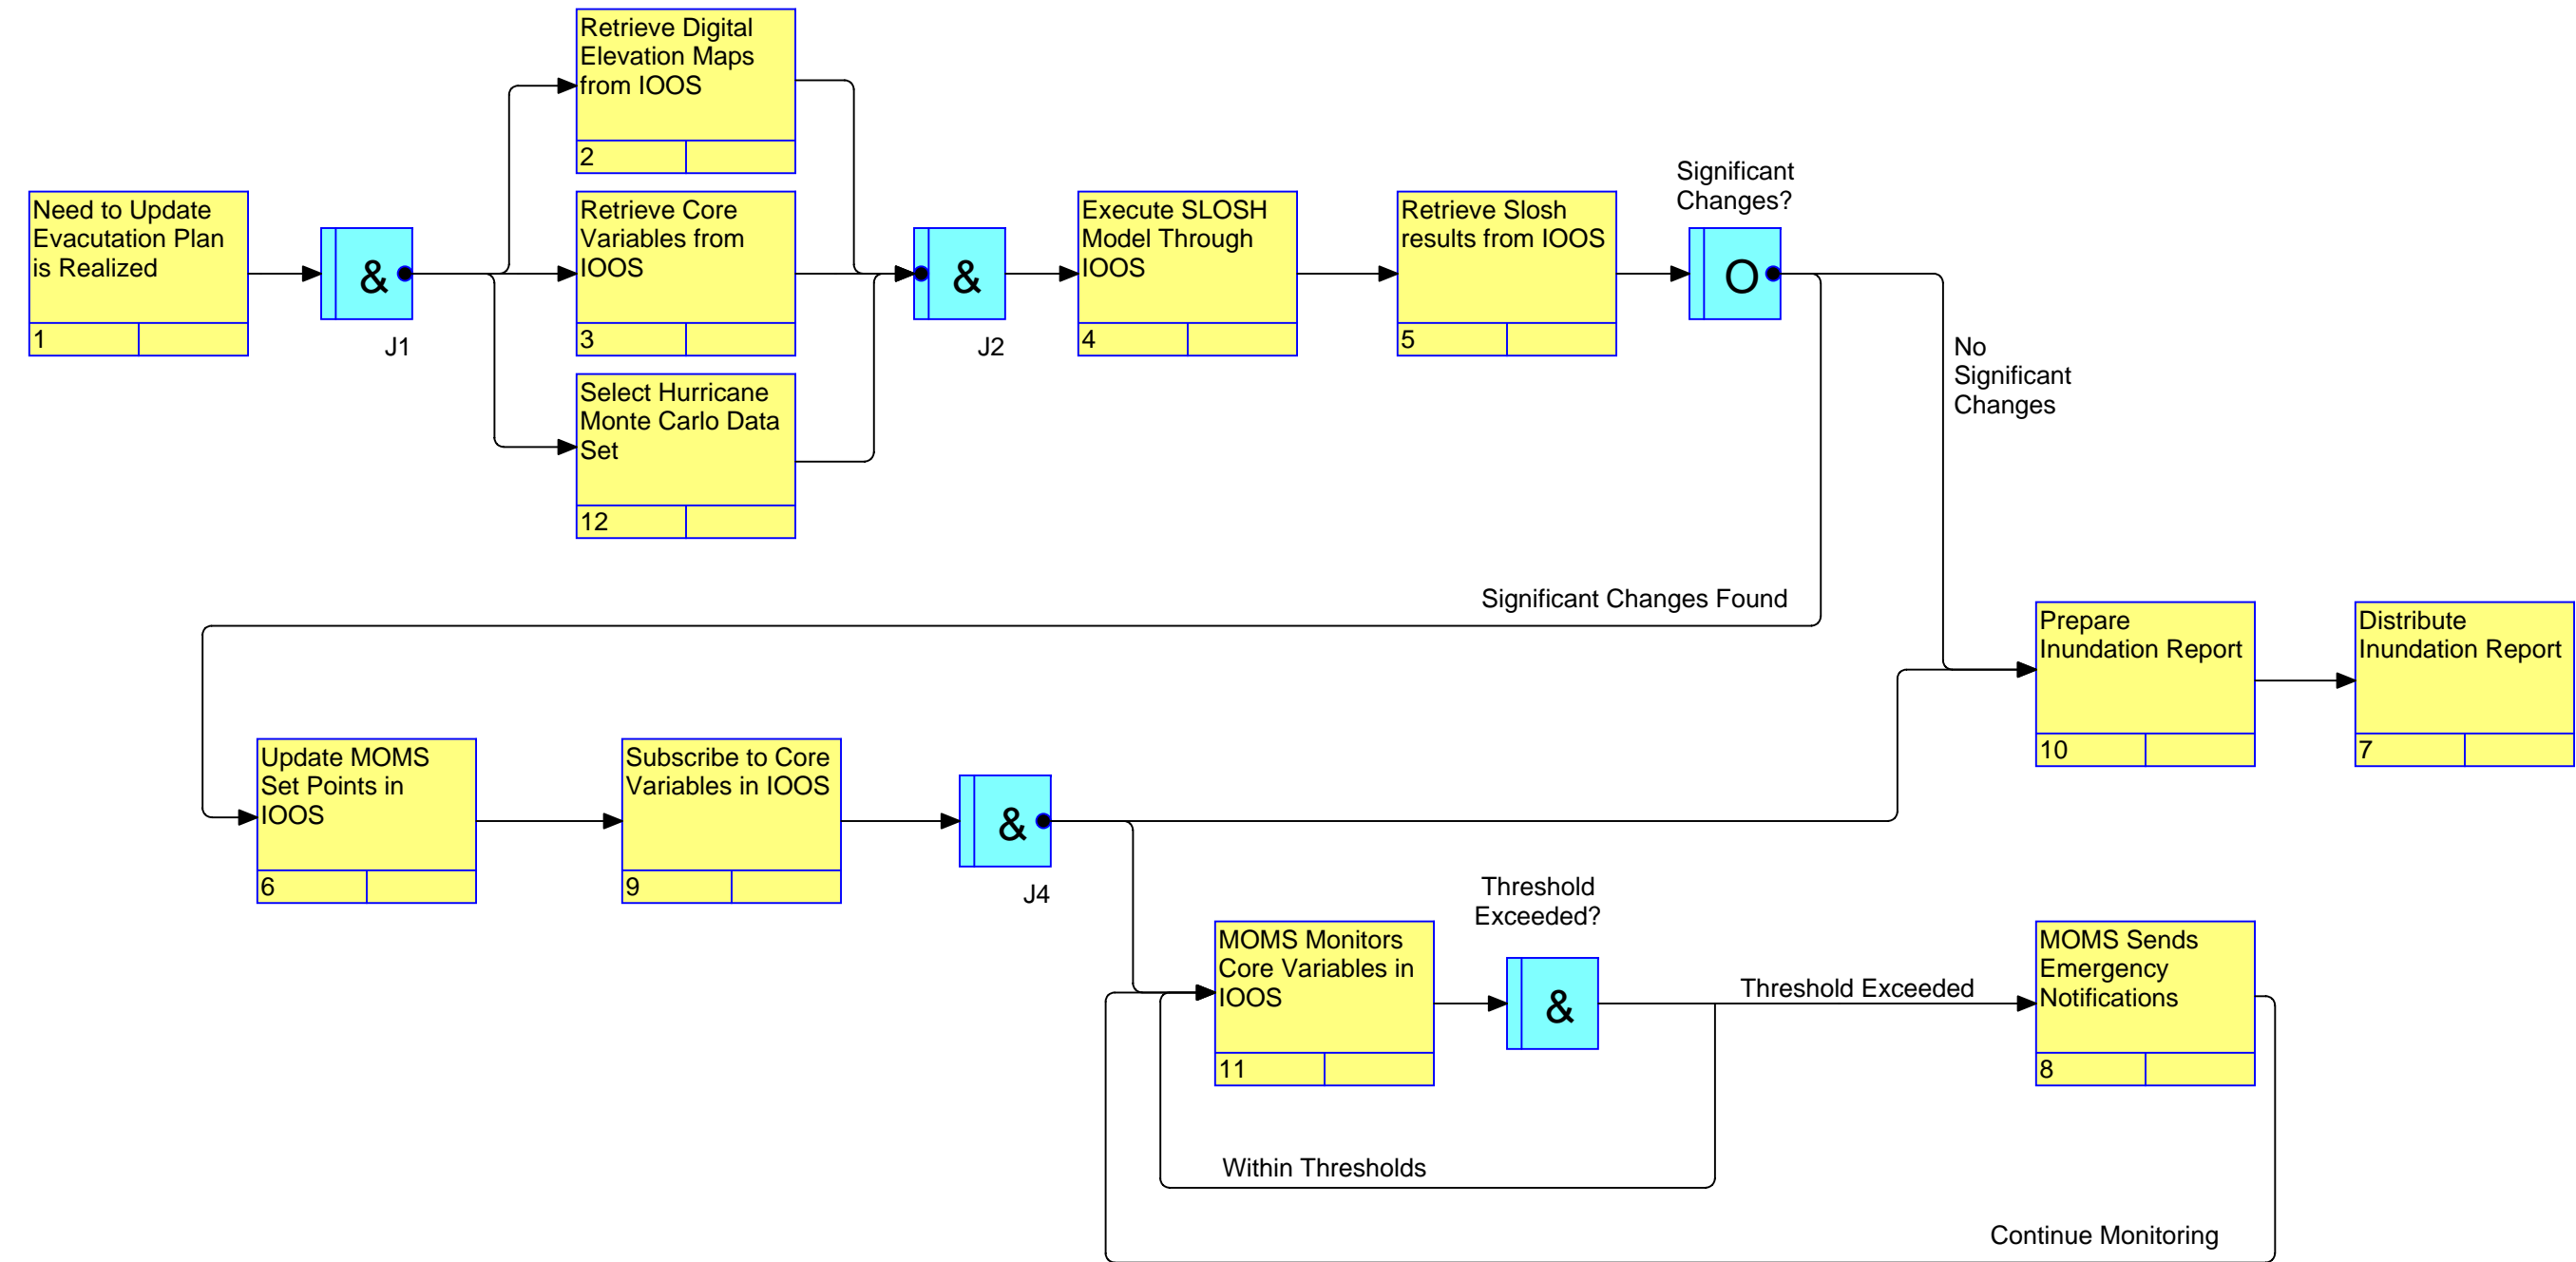 Retrieve Digital
Elevation Maps
from IOOS
2
Need to Update
Evacutation Plan
is Realized
1
&
J1
Retrieve Core
Variables from
IOOS
3
Select Hurricane
Monte Carlo Data
Set
12
&
J2
Execute SLOSH
Model Through
IOOS
4
Retrieve Slosh
results from IOOS
5
Significant
Changes?
O
No
Significant
Changes
Significant Changes Found
Prepare
Inundation Report
10
Distribute
Inundation Report
7
Update MOMS
Set Points in
IOOS
6
Subscribe to Core
Variables in IOOS
9
&
J4
MOMS Monitors
Core Variables in
IOOS
11
Threshold
Exceeded?
&
Threshold Exceeded
MOMS Sends
Emergency
Notifications
8
Within Thresholds
Continue Monitoring